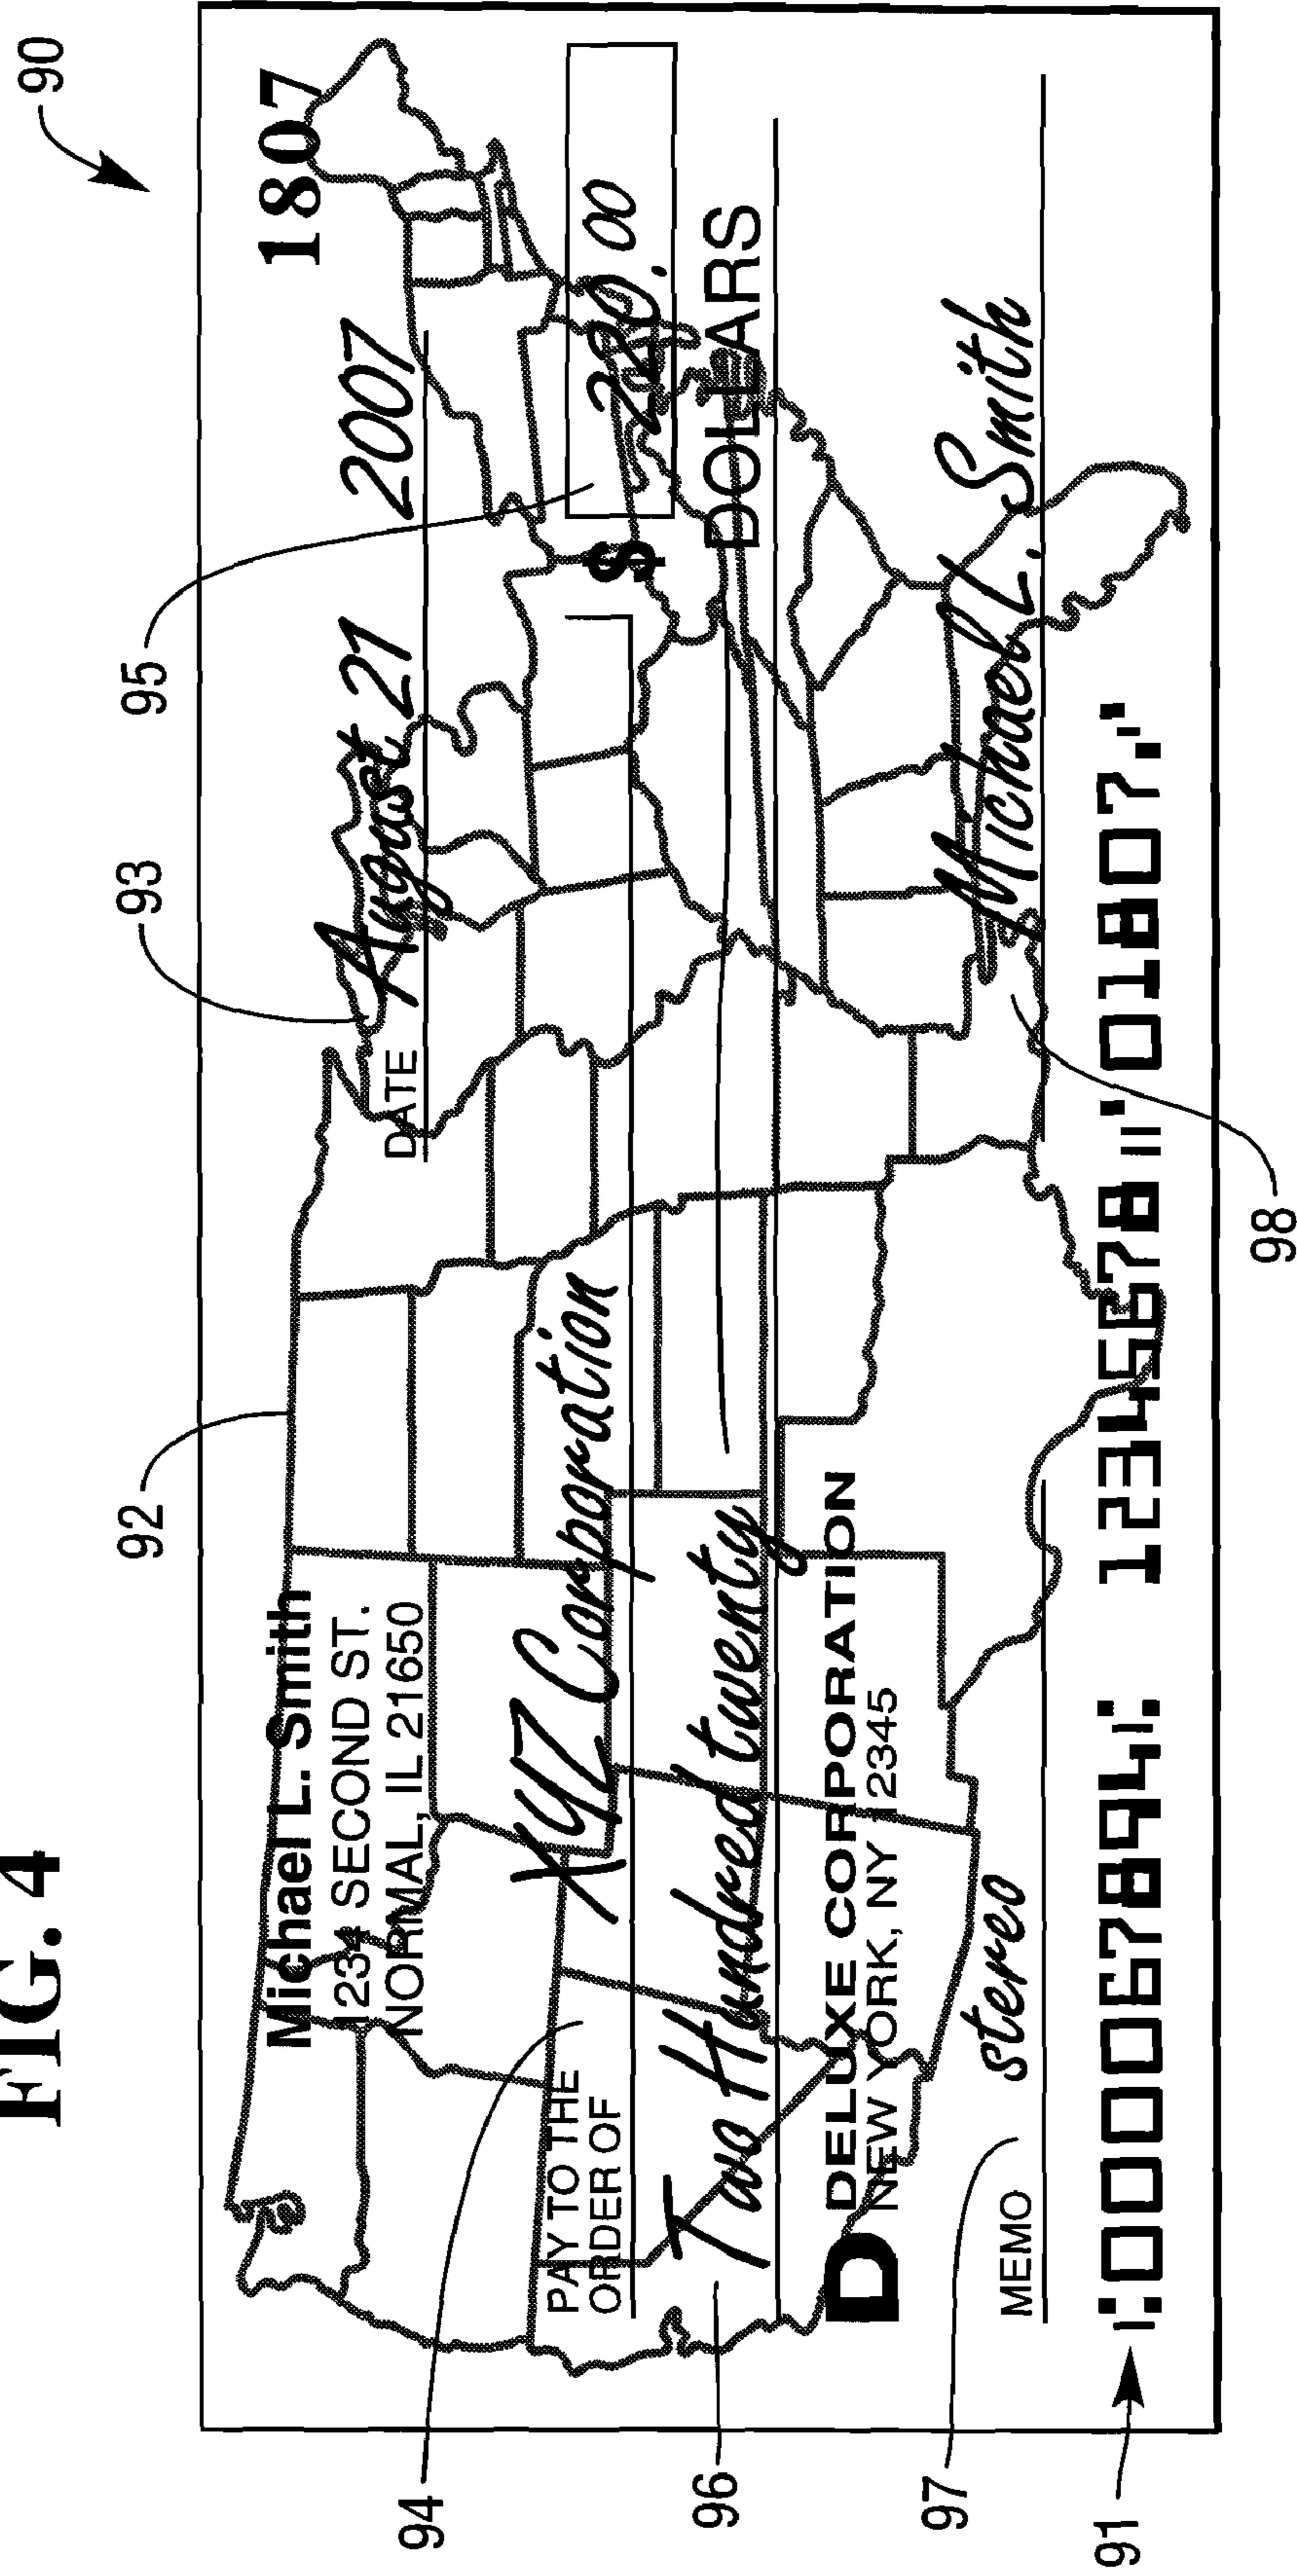 FIG. 4
90
92
93
95
Michael L. Smith 1807
1234 SECOND ST.
NORMAL, IL 21650
DATE August 21 2007
PAY TO THE
ORDER OF XYZ Corporation $ 220.00
Two Hundred twenty DOLLARS
D DELUXE CORPORATION
NEW YORK, NY 12345
MEMO stereo Michael L. Smith
⑆000067894⑆ 12345678⑈ 01807⑈
94
96
97
91
98